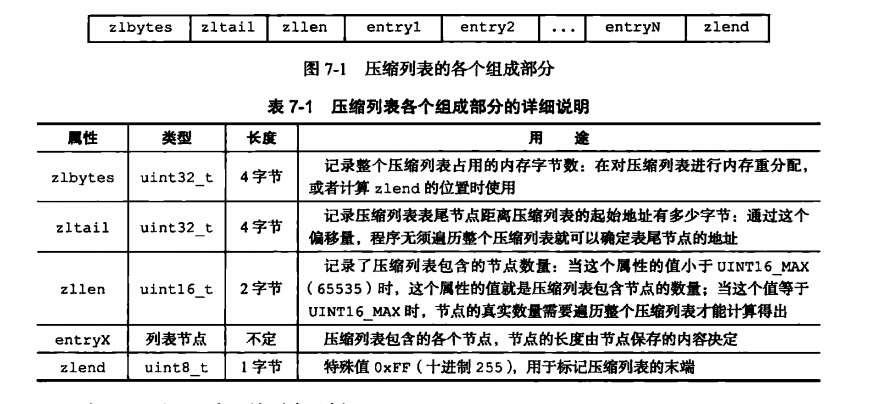 zlbytes zltail zllen entry1 entry2 ... entryN zlend
图 7-1 压缩列表的各个组成部分
表 7-1 压缩列表各个组成部分的详细说明
属性 类型 长度 用 途
zlbytes uint32_t 4 字节 记录整个压缩列表占用的内存字节数：在对压缩列表进行内存重分配，
或者计算 zlend 的位置时使用
zltail uint32_t 4 字节 记录压缩列表表尾节点距离压缩列表的起始地址有多少字节：通过这个
偏移量，程序无须遍历整个压缩列表就可以确定表尾节点的地址
zllen uint16_t 2 字节 记录了压缩列表包含的节点数量：当这个属性的值小于 UINT16_MAX
（65535）时，这个属性的值就是压缩列表包含节点的数量；当这个值等于
UINT16_MAX 时，节点的真实数量需要遍历整个压缩列表才能计算得出
entryX 列表节点 不定 压缩列表包含的各个节点，节点的长度由节点保存的内容决定
zlend uint8_t 1 字节 特殊值 0xFF（十进制 255），用于标记压缩列表的末端